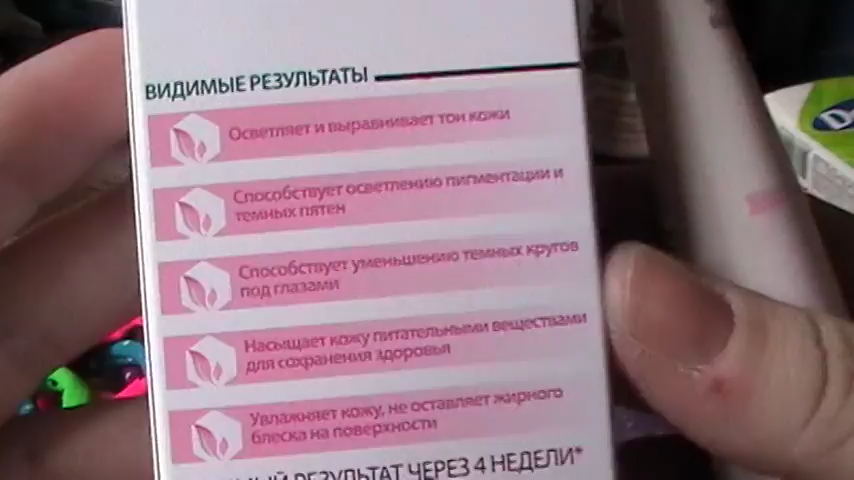 ВИДИМЫЕ РЕЗУЛЬТАТЫ
Осветляет и выравнивает тон кожи
Способствует осветлению пигментации и
темных пятен
Способствует уменьшению темных кругов
под глазами
Насыщает кожу питательными веществами
для сохранения здоровья
Увлажняет кожу, не оставляет жирного
блеска на поверхности
РЕЗУЛЬТАТ ЧЕРЕЗ 4 НЕДЕЛИ*